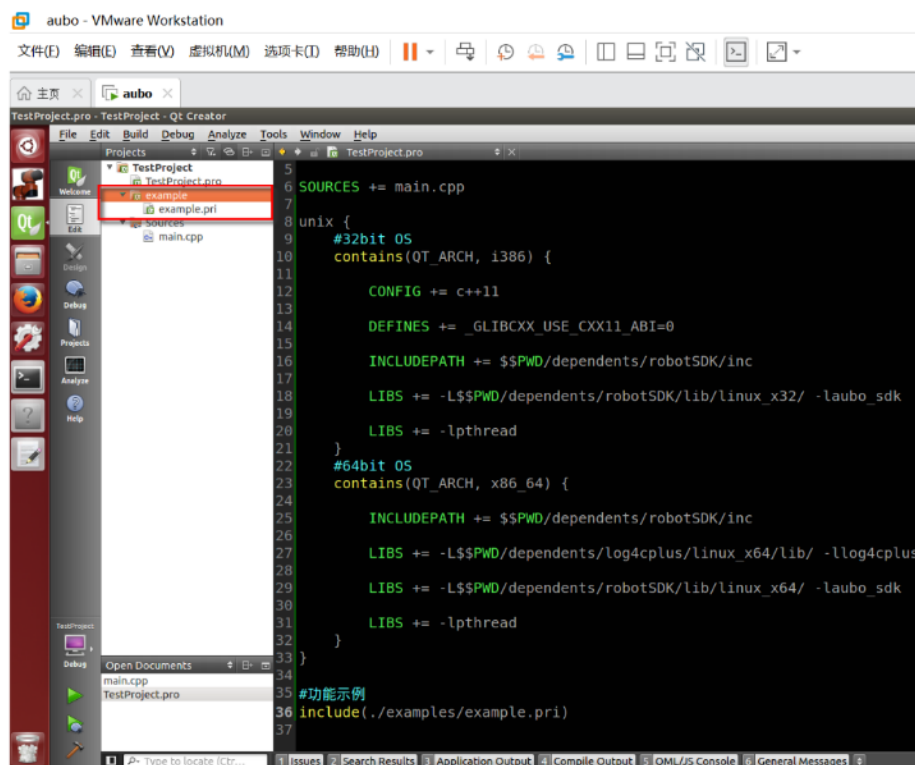 aubo - VMware Workstation
文件(F) 编辑(E) 查看(V) 虚拟机(M) 选项卡(T) 帮助(H)
主页 × aubo ×
TestProject.pro - TestProject - Qt Creator
File Edit Build Debug Analyze Tools Window Help
Projects TestProject.pro
TestProject
TestProject.pro
example
example.pri
Sources
main.cpp
Welcome
Edit
Design
Debug
Projects
Analyze
Help
TestProject
Debug
Open Documents
main.cpp
TestProject.pro
5
6 SOURCES += main.cpp
7
8 unix {
9 #32bit OS
10 contains(QT_ARCH, i386) {
11
12 CONFIG += c++11
13
14 DEFINES += _GLIBCXX_USE_CXX11_ABI=0
15
16 INCLUDEPATH += $$PWD/dependents/robotSDK/inc
17
18 LIBS += -L$$PWD/dependents/robotSDK/lib/linux_x32/ -laubo_sdk
19
20 LIBS += -lpthread
21 }
22 #64bit OS
23 contains(QT_ARCH, x86_64) {
24
25 INCLUDEPATH += $$PWD/dependents/robotSDK/inc
26
27 LIBS += -L$$PWD/dependents/log4cplus/linux_x64/lib/ -llog4cplus
28
29 LIBS += -L$$PWD/dependents/robotSDK/lib/linux_x64/ -laubo_sdk
30
31 LIBS += -lpthread
32 }
33 }
34
35 #功能示例
36 include(./examples/example.pri)
37
Type to locate (Ctr... 1 Issues 2 Search Results 3 Application Output 4 Compile Output 5 QML/JS Console 6 General Messages